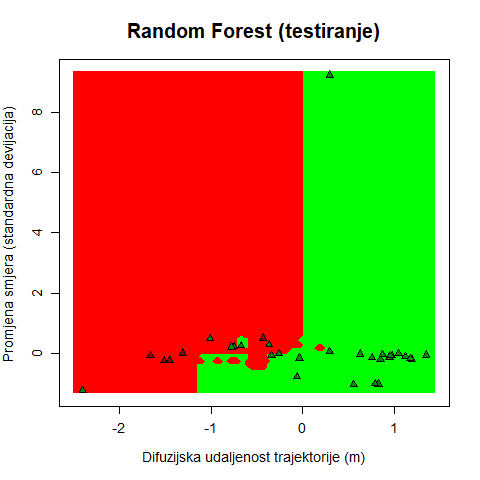 Random Forest (testiranje)
Promjena smjera (standardna devijacija)
8
6
4
2
0
-2 -1 0 1
Difuzijska udaljenost trajektorije (m)